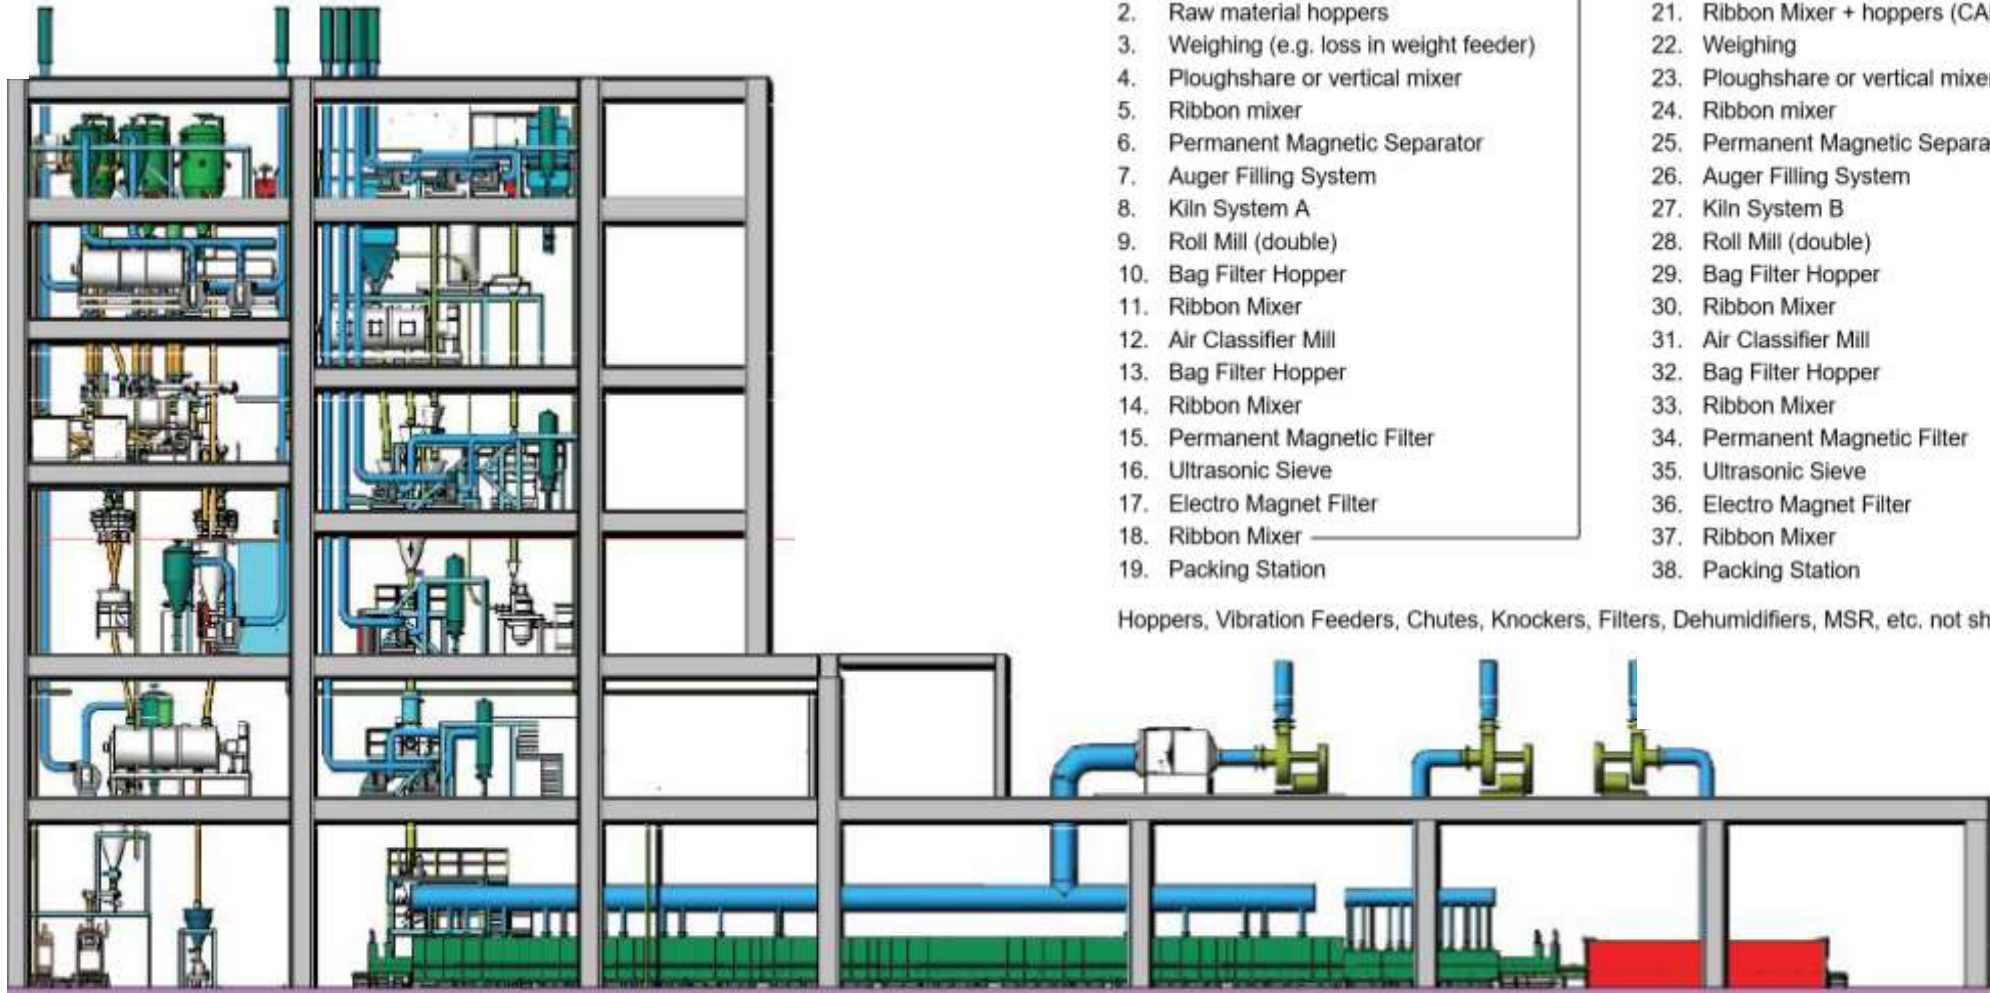 2. Raw material hoppers
3. Weighing (e.g. loss in weight feeder)
4. Ploughshare or vertical mixer
5. Ribbon mixer
6. Permanent Magnetic Separator
7. Auger Filling System
8. Kiln System A
9. Roll Mill (double)
10. Bag Filter Hopper
11. Ribbon Mixer
12. Air Classifier Mill
13. Bag Filter Hopper
14. Ribbon Mixer
15. Permanent Magnetic Filter
16. Ultrasonic Sieve
17. Electro Magnet Filter
18. Ribbon Mixer
19. Packing Station
21. Ribbon Mixer + hoppers (CA
22. Weighing
23. Ploughshare or vertical mixe
24. Ribbon mixer
25. Permanent Magnetic Separa
26. Auger Filling System
27. Kiln System B
28. Roll Mill (double)
29. Bag Filter Hopper
30. Ribbon Mixer
31. Air Classifier Mill
32. Bag Filter Hopper
33. Ribbon Mixer
34. Permanent Magnetic Filter
35. Ultrasonic Sieve
36. Electro Magnet Filter
37. Ribbon Mixer
38. Packing Station
Hoppers, Vibration Feeders, Chutes, Knockers, Filters, Dehumidifiers, MSR, etc. not sh